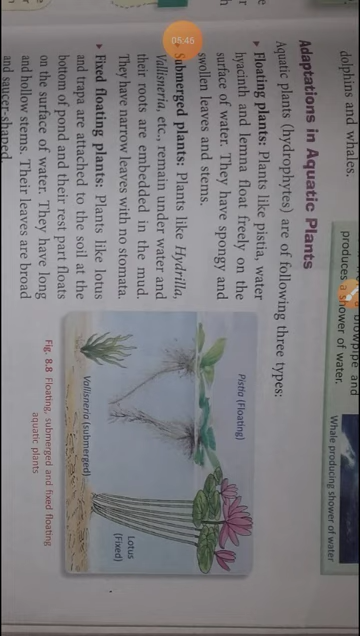 dolphins and whales.
bowpipe and
produces a shower of water.
Whale producing shower of water
Adaptations in Aquatic Plants
Aquatic plants (hydrophytes) are of following three types:
▸ Floating plants: Plants like pistia, water
hyacinth and lemna float freely on the
surface of water. They have spongy and
swollen leaves and stems.
Submerged plants: Plants like Hydrilla,
Vallisneria, etc., remain under water and
their roots are embedded in the mud.
They have narrow leaves with no stomata.
▸ Fixed floating plants: Plants like lotus
and trapa are attached to the soil at the
bottom of pond and their rest part floats
on the surface of water. They have long
and hollow stems. Their leaves are broad
and saucer-shaped.
Pistia (Floating)
Vallisneria (submerged)
Lotus
(Fixed)
Fig. 8.8 Floating, submerged and fixed floating
aquatic plants
05:46